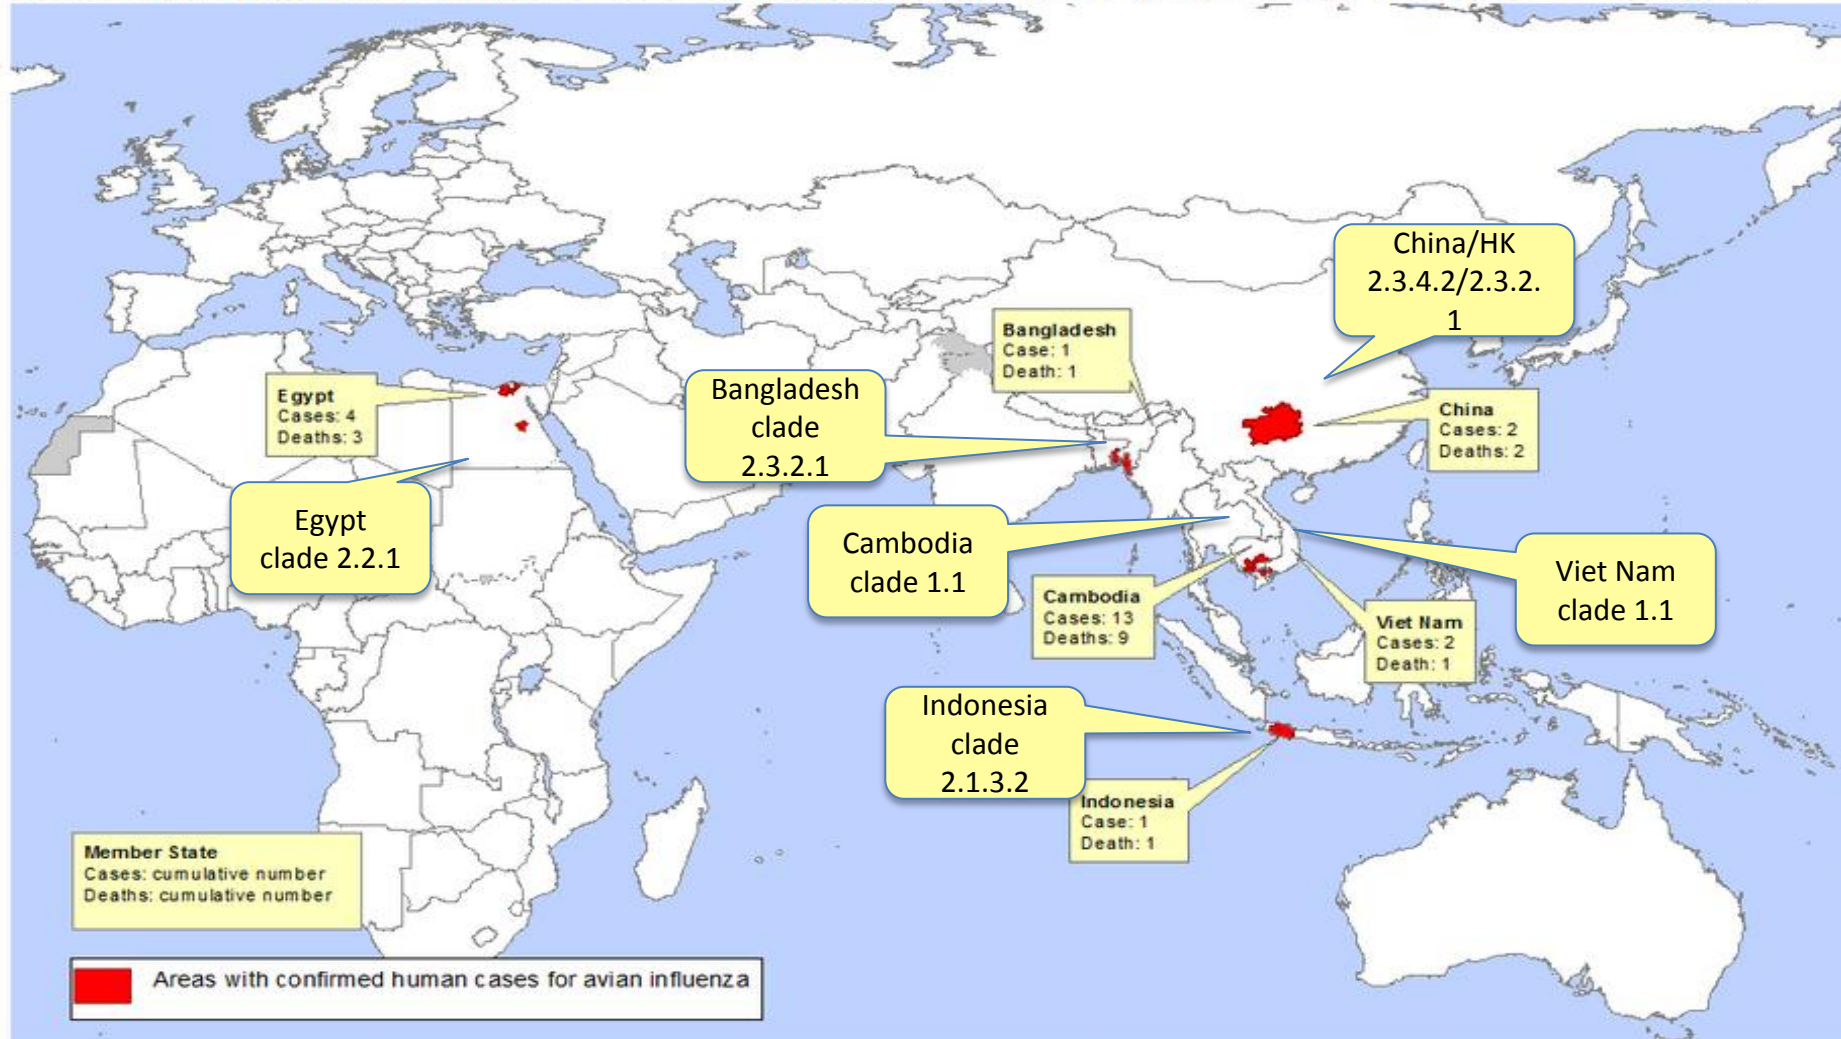 China/HK
2.3.4.2/2.3.2.
1
Bangladesh
Case: 1
Death: 1
Egypt
Cases: 4
Deaths: 3
Bangladesh
clade
2.3.2.1
China
Cases: 2
Deaths: 2
Egypt
clade 2.2.1
Cambodia
clade 1.1
Viet Nam
clade 1.1
Cambodia
Cases: 13
Deaths: 9
Viet Nam
Cases: 2
Death: 1
Indonesia
clade
2.1.3.2
Indonesia
Case: 1
Death: 1
Member State
Cases: cumulative number
Deaths: cumulative number
Areas with confirmed human cases for avian influenza